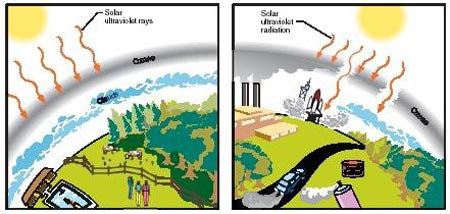 Solar
ultraviolet rays
Ozone
Solar
ultraviolet
radiation
Ozone